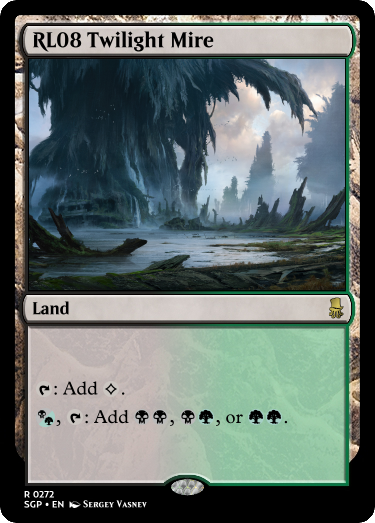 RL08 Twilight Mire
Land
: Add .
, : Add , , or .
R 0272
SGP • EN Sergey Vasnev